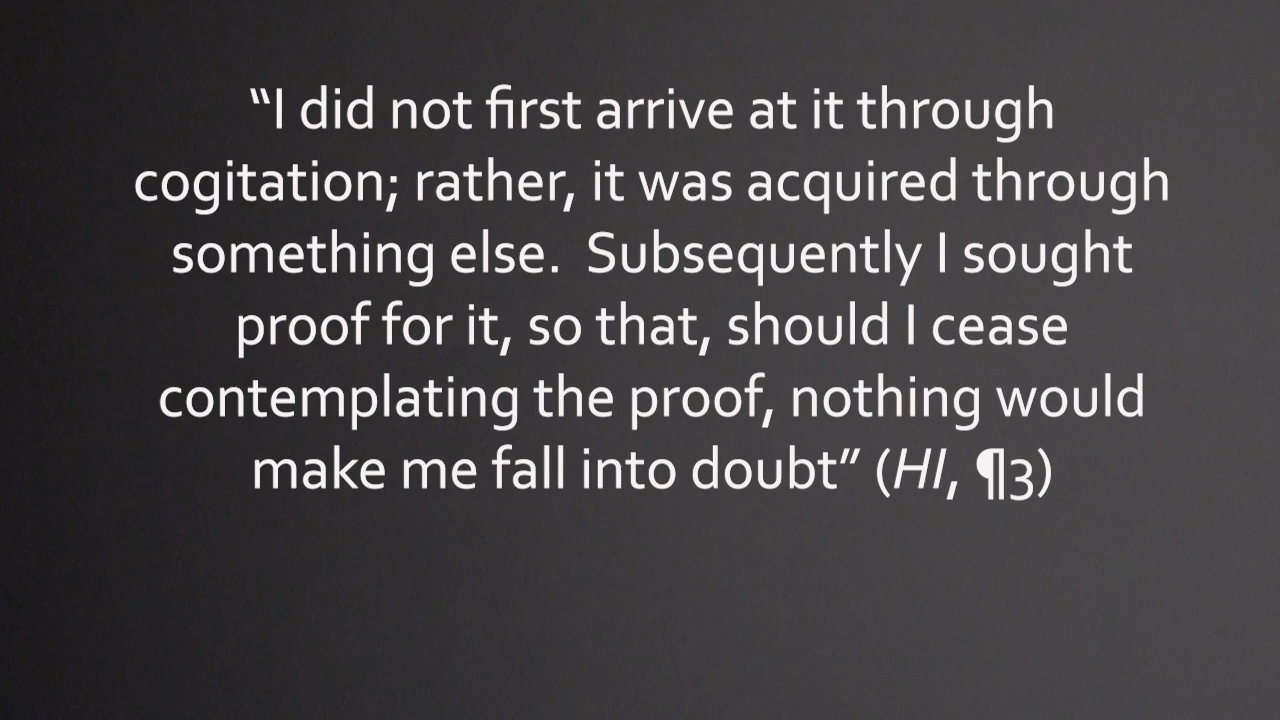 “I did not first arrive at it through
cogitation; rather, it was acquired through
something else.  Subsequently I sought
proof for it, so that, should I cease
contemplating the proof, nothing would
make me fall into doubt” (HI, ¶3)